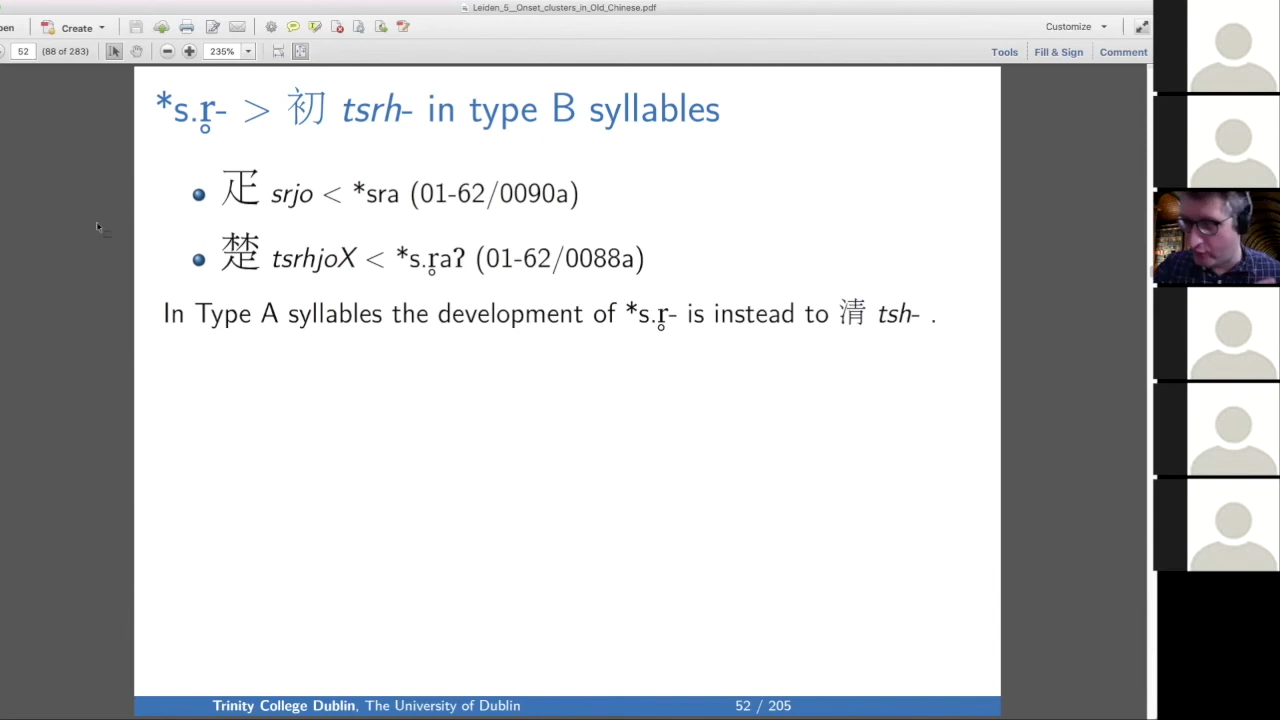 Leiden_5__Onset_clusters_in_Old_Chinese.pdf
pen Create Customize
52 (88 of 283) 235% Tools Fill & Sign Comment
*s.r̥- > 初 tsrh- in type B syllables
疋 srjo < *sra (01-62/0090a)
楚 tsrhjoX < *s.r̥aʔ (01-62/0088a)
In Type A syllables the development of *s.r̥- is instead to 清 tsh- .
Trinity College Dublin, The University of Dublin 52 / 205